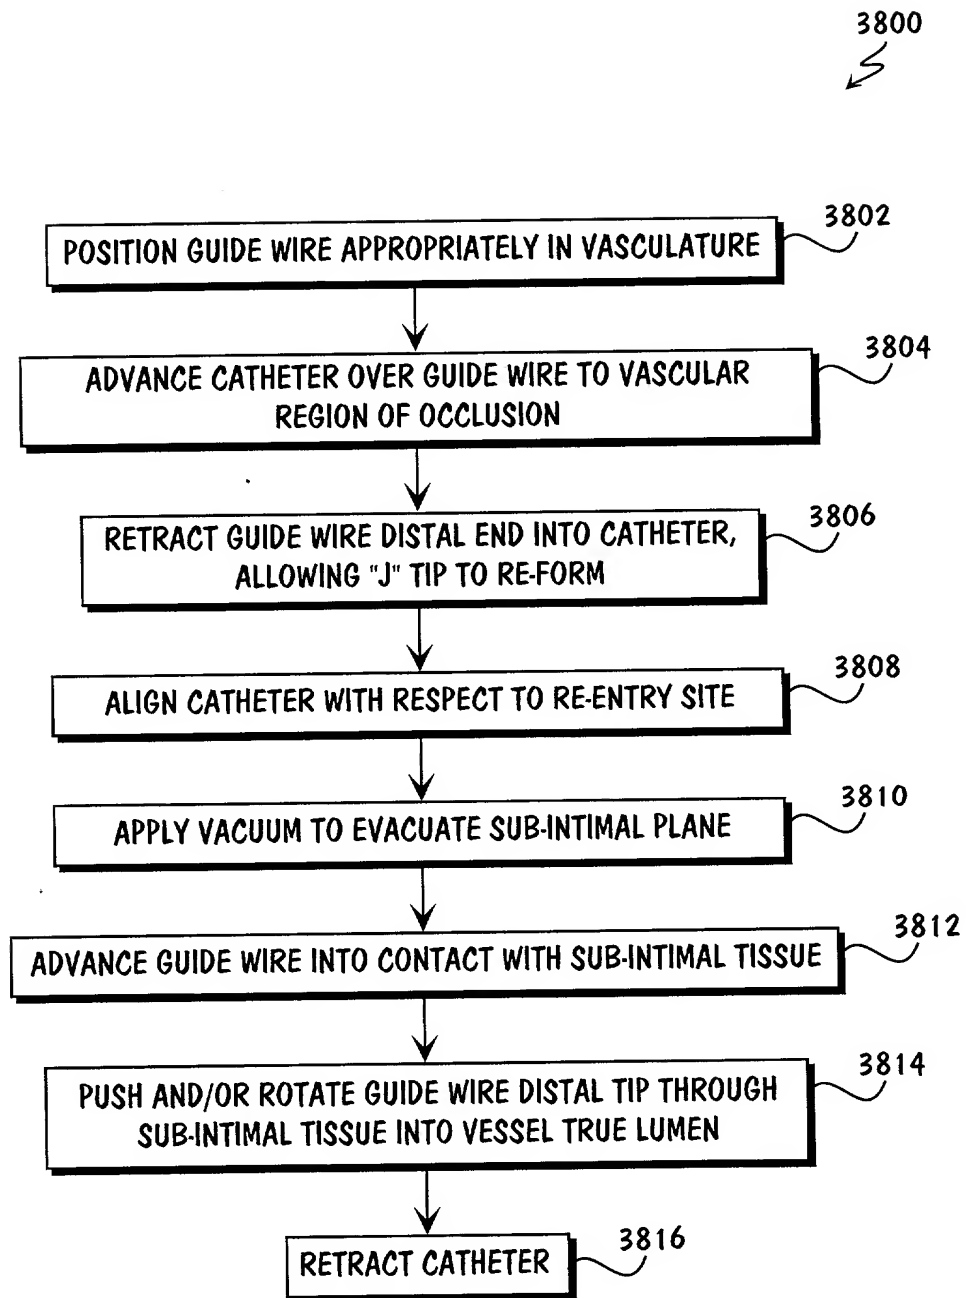 3800
POSITION GUIDE WIRE APPROPRIATELY IN VASCULATURE
3802
ADVANCE CATHETER OVER GUIDE WIRE TO VASCULAR
REGION OF OCCLUSION
3804
RETRACT GUIDE WIRE DISTAL END INTO CATHETER,
ALLOWING "J" TIP TO RE-FORM
3806
ALIGN CATHETER WITH RESPECT TO RE-ENTRY SITE
3808
APPLY VACUUM TO EVACUATE SUB-INTIMAL PLANE
3810
ADVANCE GUIDE WIRE INTO CONTACT WITH SUB-INTIMAL TISSUE
3812
PUSH AND/OR ROTATE GUIDE WIRE DISTAL TIP THROUGH
SUB-INTIMAL TISSUE INTO VESSEL TRUE LUMEN
3814
RETRACT CATHETER
3816